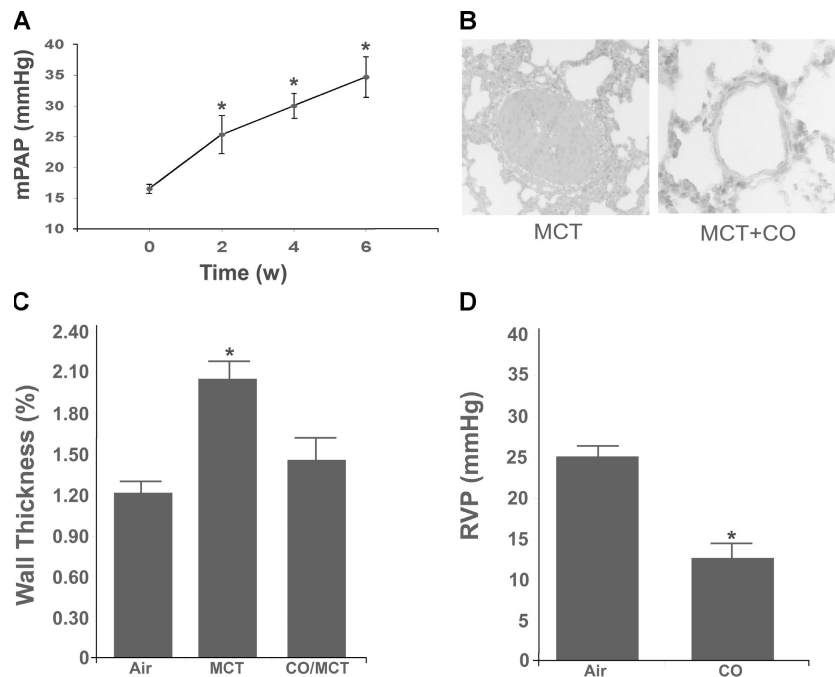 A
mPAP (mmHg)
40
35
30
25
20
15
10
*
*
*
0 2 4 6
Time (w)
B
MCT MCT+CO
C
Wall Thickness (%)
2.40
2.10
1.80
1.50
1.20
0.90
0.60
0.30
0
*
Air MCT CO/MCT
D
RVP (mmHg)
40
35
30
25
20
15
10
5
0
*
Air CO